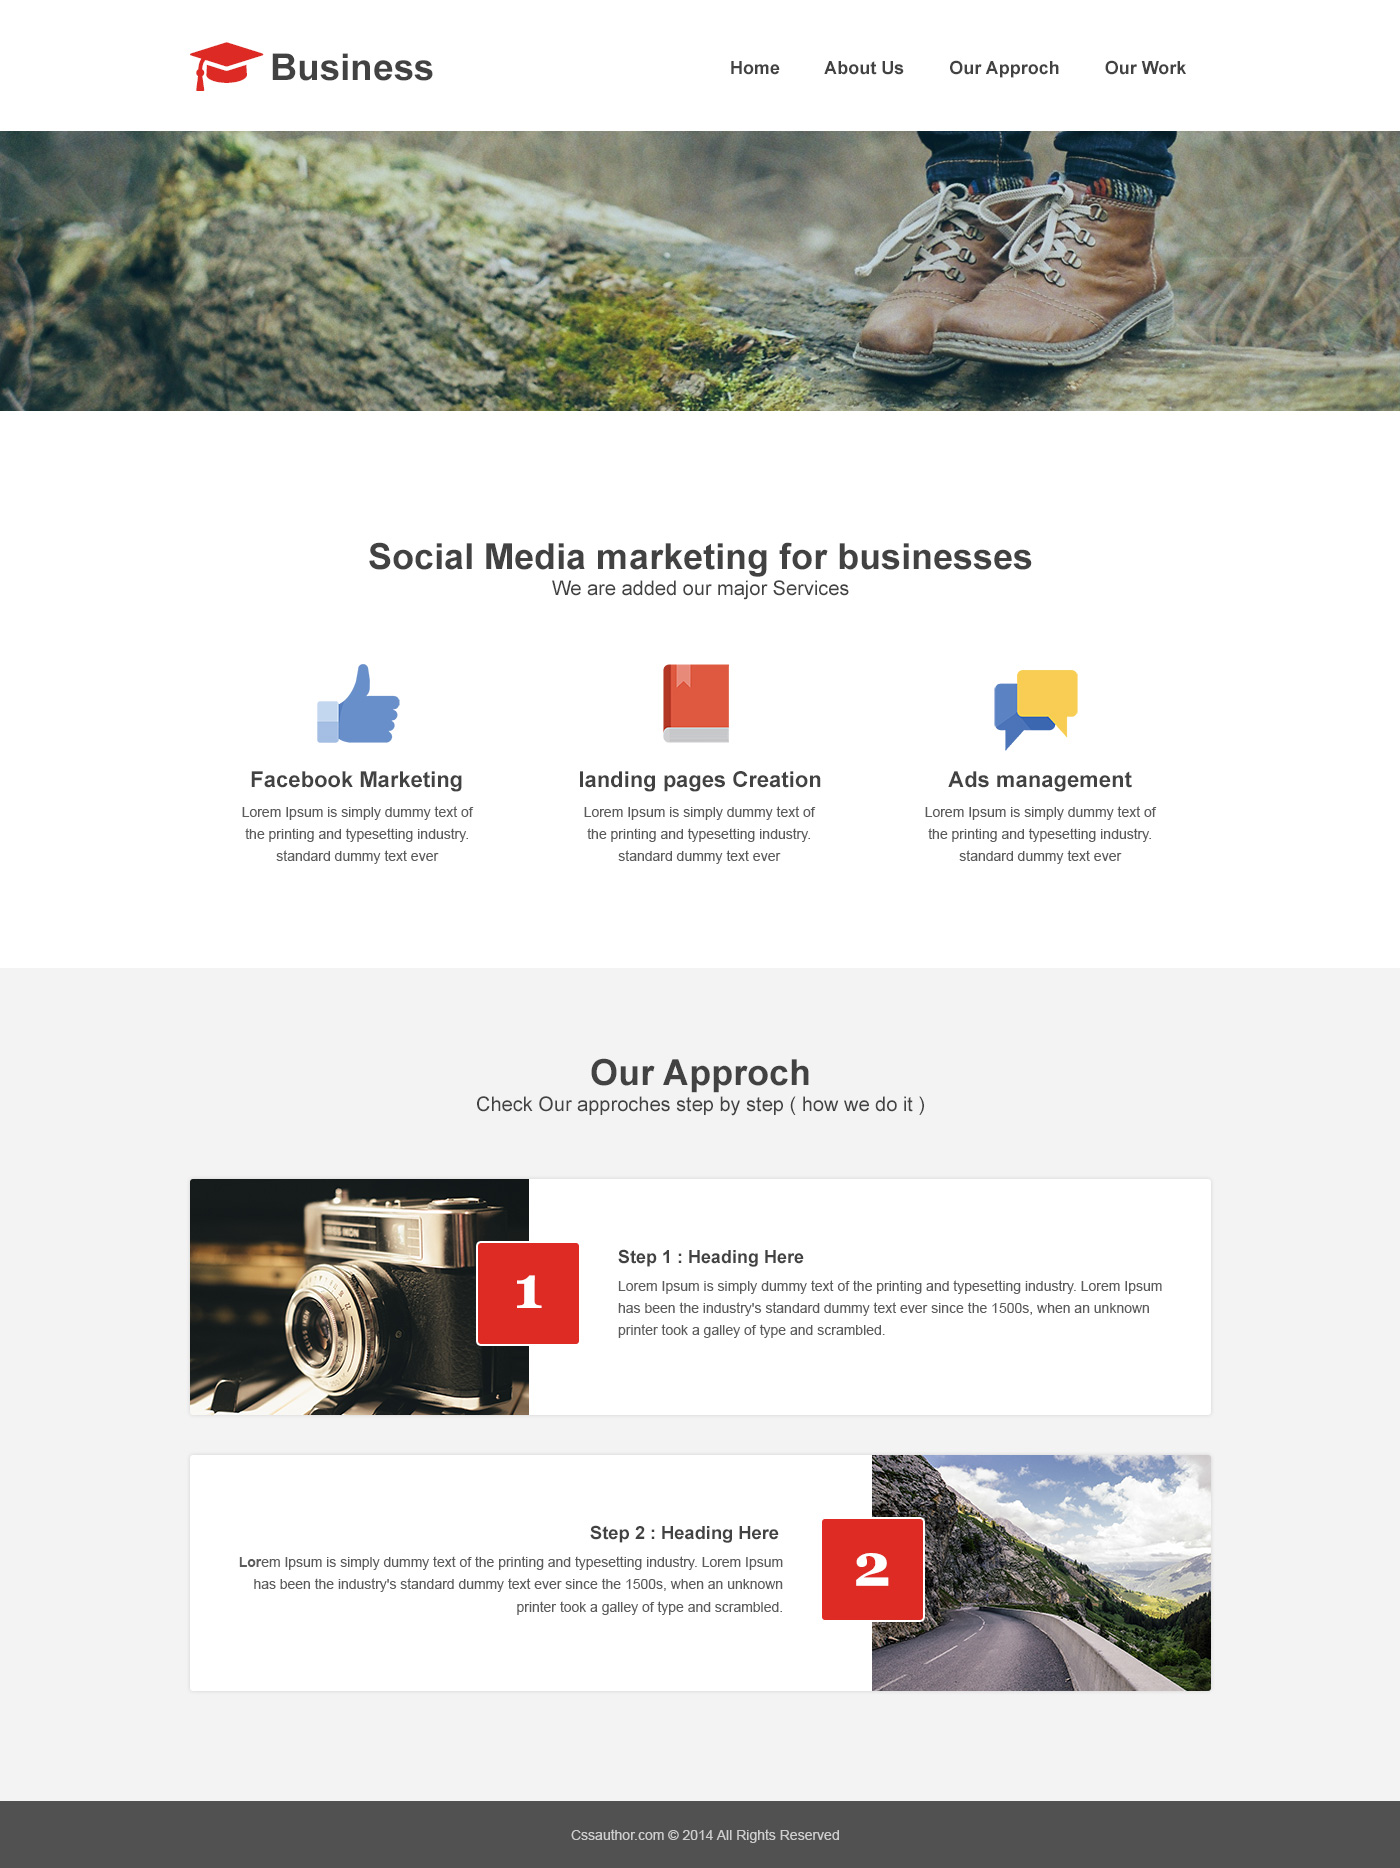 Business
Home
About Us
Our Approch
Our Work
Social Media marketing for businesses
We are added our major Services
Facebook Marketing
Lorem Ipsum is simply dummy text of
the printing and typesetting industry.
standard dummy text ever
landing pages Creation
Lorem Ipsum is simply dummy text of
the printing and typesetting industry.
standard dummy text ever
Ads management
Lorem Ipsum is simply dummy text of
the printing and typesetting industry.
standard dummy text ever
Our Approch
Check Our approches step by step ( how we do it )
1
Step 1 : Heading Here
Lorem Ipsum is simply dummy text of the printing and typesetting industry. Lorem Ipsum
has been the industry's standard dummy text ever since the 1500s, when an unknown
printer took a galley of type and scrambled.
Step 2 : Heading Here
Lorem Ipsum is simply dummy text of the printing and typesetting industry. Lorem Ipsum
has been the industry's standard dummy text ever since the 1500s, when an unknown
printer took a galley of type and scrambled.
2
Cssauthor.com © 2014 All Rights Reserved